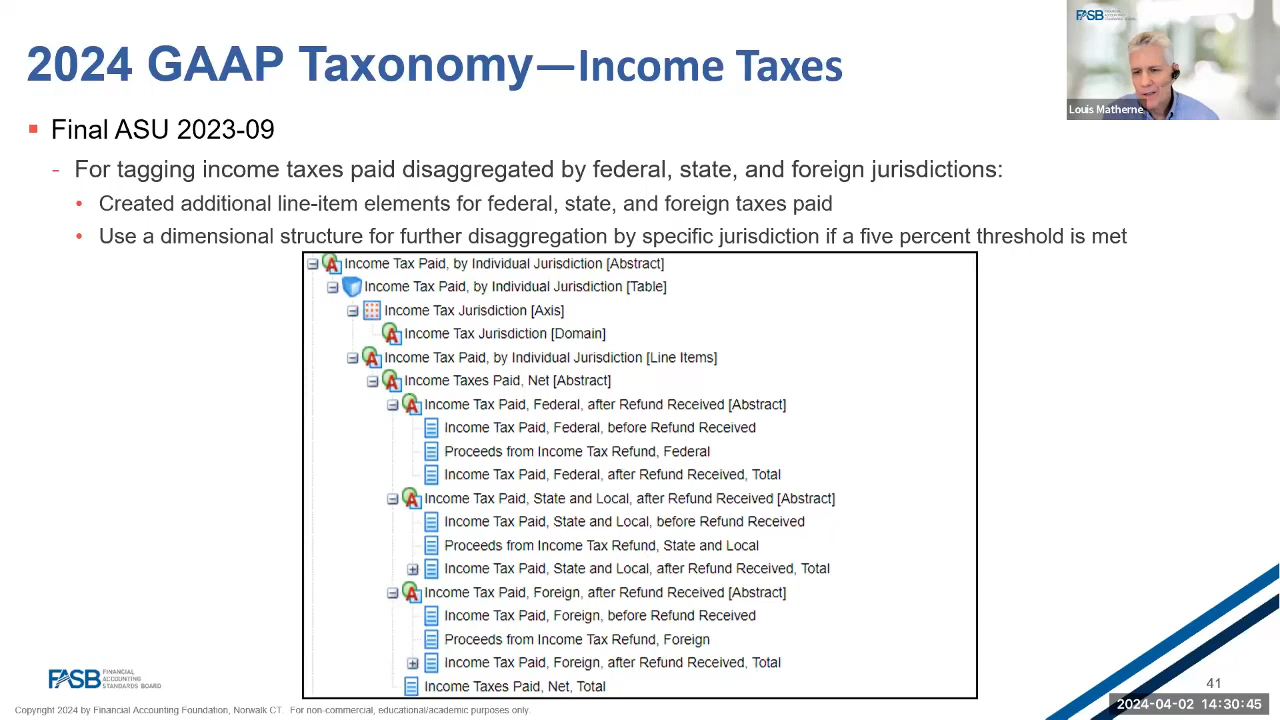 FASB FINANCIAL ACCOUNTING STANDARDS BOARD
2024 GAAP Taxonomy—Income Taxes
Louis Matherne
Final ASU 2023-09
- For tagging income taxes paid disaggregated by federal, state, and foreign jurisdictions:
• Created additional line-item elements for federal, state, and foreign taxes paid
• Use a dimensional structure for further disaggregation by specific jurisdiction if a five percent threshold is met
Income Tax Paid, by Individual Jurisdiction [Abstract]
Income Tax Paid, by Individual Jurisdiction [Table]
Income Tax Jurisdiction [Axis]
Income Tax Jurisdiction [Domain]
Income Tax Paid, by Individual Jurisdiction [Line Items]
Income Taxes Paid, Net [Abstract]
Income Tax Paid, Federal, after Refund Received [Abstract]
Income Tax Paid, Federal, before Refund Received
Proceeds from Income Tax Refund, Federal
Income Tax Paid, Federal, after Refund Received, Total
Income Tax Paid, State and Local, after Refund Received [Abstract]
Income Tax Paid, State and Local, before Refund Received
Proceeds from Income Tax Refund, State and Local
Income Tax Paid, State and Local, after Refund Received, Total
Income Tax Paid, Foreign, after Refund Received [Abstract]
Income Tax Paid, Foreign, before Refund Received
Proceeds from Income Tax Refund, Foreign
Income Tax Paid, Foreign, after Refund Received, Total
Income Taxes Paid, Net, Total
FASB FINANCIAL
ACCOUNTING
STANDARDS BOARD
41
2024-04-02 14:30:45
Copyright 2024 by Financial Accounting Foundation, Norwalk CT. For non-commercial, educational/academic purposes only.